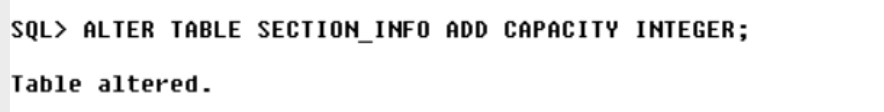 SQL> ALTER TABLE SECTION_INFO ADD CAPACITY INTEGER;
Table altered.